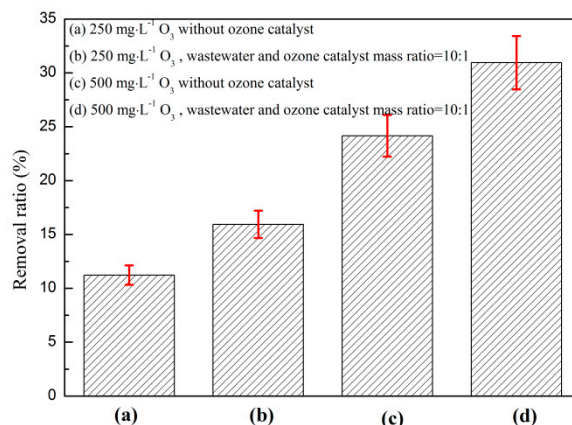 35
30
25
20
15
10
5
0
Removal ratio (%)
(a) 250 mg·L⁻¹ O₃ without ozone catalyst
(b) 250 mg·L⁻¹ O₃ , wastewater and ozone catalyst mass ratio=10:1
(c) 500 mg·L⁻¹ O₃ without ozone catalyst
(d) 500 mg·L⁻¹ O₃ , wastewater and ozone catalyst mass ratio=10:1
(a) (b) (c) (d)